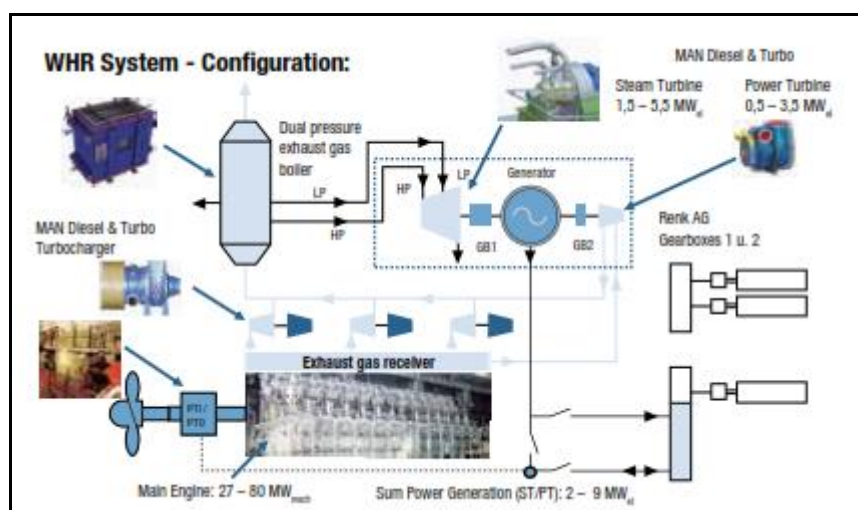 WHR System - Configuration:
MAN Diesel & Turbo
Steam Turbine
1,5 – 5,5 MWel
Power Turbine
0,5 – 3,5 MWel
Dual pressure
exhaust gas
boiler
LP
HP
HP
LP
Generator
GB1
GB2
Renk AG
Gearboxes 1 u. 2
MAN Diesel & Turbo
Turbocharger
Exhaust gas receiver
PTI /
PTO
Main Engine: 27 – 80 MWmech
Sum Power Generation (ST/PT): 2 – 9 MWel